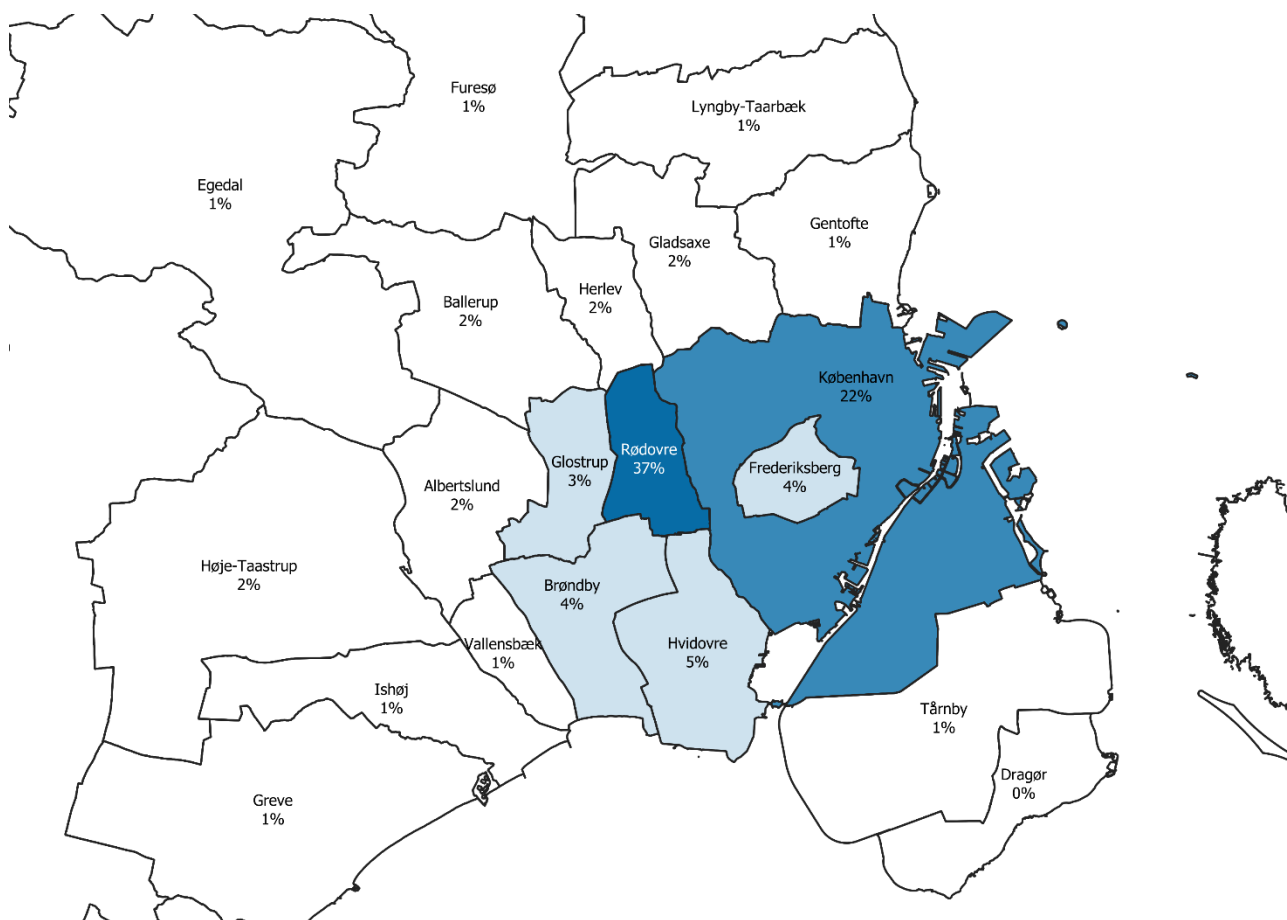 Furesø
1%
Lyngby-Taarbæk
1%
Egedal
1%
Gentofte
1%
Gladsaxe
2%
Herlev
2%
Ballerup
2%
København
22%
Rødovre
37%
Glostrup
3%
Frederiksberg
4%
Albertslund
2%
Høje-Taastrup
2%
Brøndby
4%
Vallensbæk
1%
Hvidovre
5%
Ishøj
1%
Tårnby
1%
Dragør
0%
Greve
1%